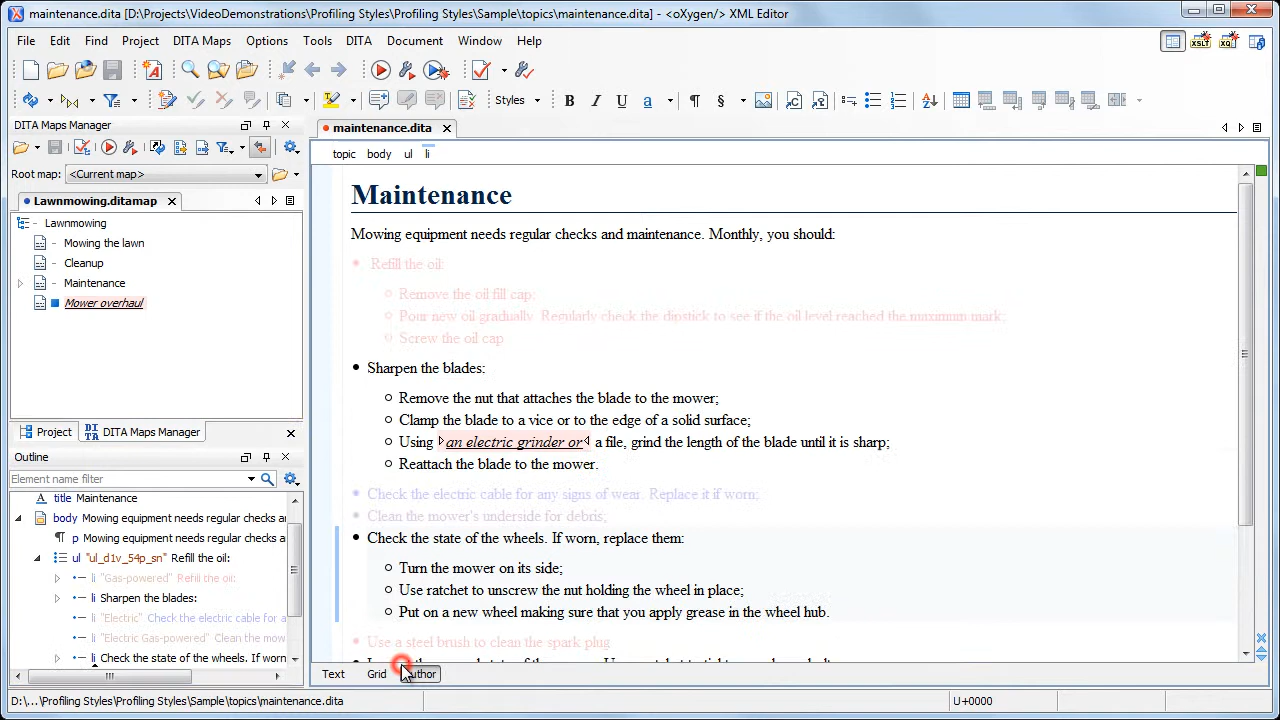 maintenance.dita [D:\Projects\VideoDemonstrations\Profiling Styles\Profiling Styles\Sample\topics\maintenance.dita] - <oXygen/> XML Editor
File Edit Find Project DITA Maps Options Tools DITA Document Window Help
Styles B I U a ¶ §
DITA Maps Manager
Root map: <Current map>
Lawnmowing.ditamap
Lawnmowing
Mowing the lawn
Cleanup
Maintenance
Mower overhaul
Project DITA Maps Manager
Outline
Element name filter
title Maintenance
body Mowing equipment needs regular checks and
p Mowing equipment needs regular checks a
ul "ul_d1v_54p_sn" Refill the oil:
li "Gas-powered" Refill the oil:
li Sharpen the blades:
li "Electric" Check the electric cable for a
li "Electric Gas-powered" Clean the mow
li Check the state of the wheels. If worn
maintenance.dita
topic body ul li
Maintenance
Mowing equipment needs regular checks and maintenance. Monthly, you should:
Refill the oil:
Remove the oil fill cap;
Pour new oil gradually. Regularly check the dipstick to see if the oil level reached the maximum mark;
Screw the oil cap
Sharpen the blades:
Remove the nut that attaches the blade to the mower;
Clamp the blade to a vice or to the edge of a solid surface;
Using an electric grinder or a file, grind the length of the blade until it is sharp;
Reattach the blade to the mower.
Check the electric cable for any signs of wear. Replace it if worn;
Clean the mower's underside for debris;
Check the state of the wheels. If worn, replace them:
Turn the mower on its side;
Use ratchet to unscrew the nut holding the wheel in place;
Put on a new wheel making sure that you apply grease in the wheel hub.
Use a steel brush to clean the spark plug
Text Grid
D:\...\Profiling Styles\Profiling Styles\Sample\topics\maintenance.dita
U+0000